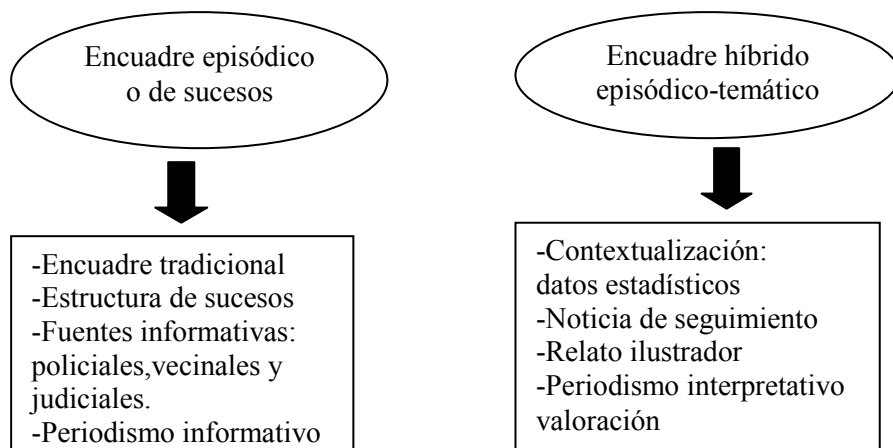 Encuadre episódico
o de sucesos
-Encuadre tradicional
-Estructura de sucesos
-Fuentes informativas:
policiales,vecinales y
judiciales.
-Periodismo informativo
Encuadre híbrido
episódico-temático
-Contextualización:
datos estadísticos
-Noticia de seguimiento
-Relato ilustrador
-Periodismo interpretativo
valoración